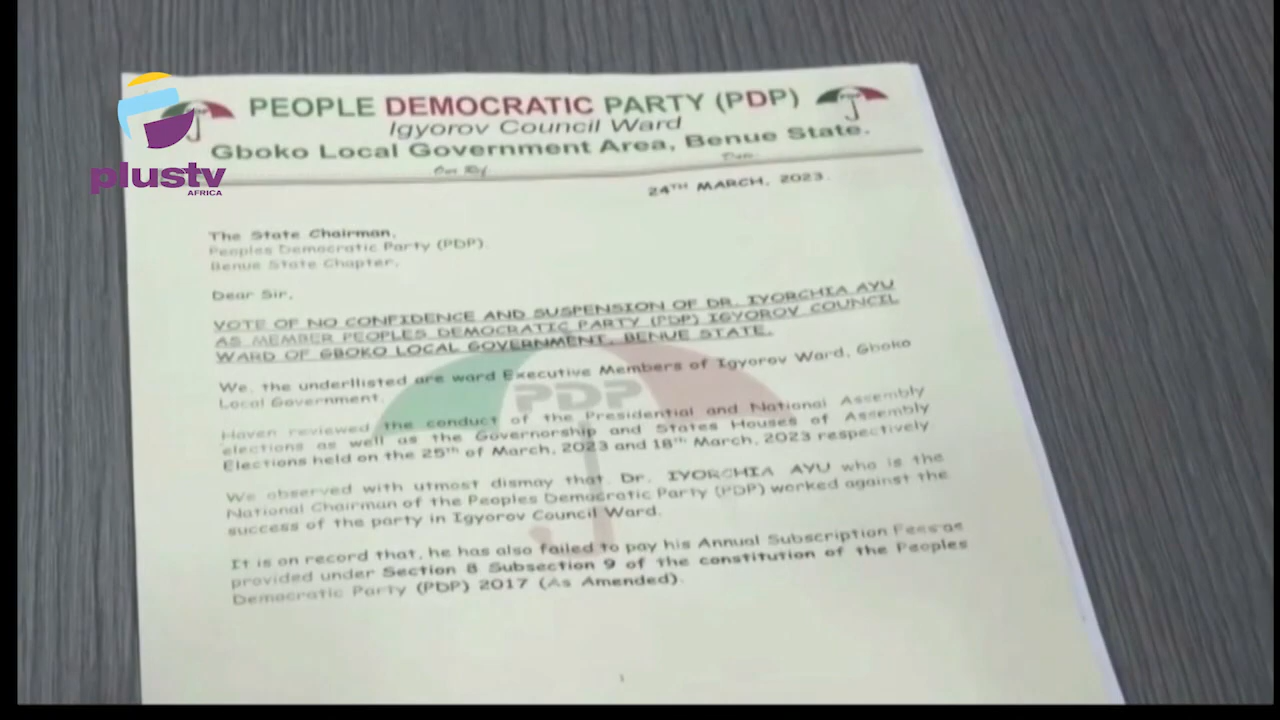 PEOPLE DEMOCRATIC PARTY (PDP)
Igyorov Council Ward
Gboko Local Government Area, Benue State.
Our Ref
Date:
24TH MARCH, 2023.
plustv
AFRICA
The State Chairman,
Peoples Democratic Party (PDP).
Benue State Chapter.
Dear Sir,
VOTE OF NO CONFIDENCE AND SUSPENSION OF DR. IYORCHIA AYU
AS MEMBER PEOPLES DEMOCRATIC PARTY (PDP) IGYOROV COUNCIL
WARD OF GBOKO LOCAL GOVERNMENT, BENUE STATE.
We, the underllisted are ward Executive Members of Igyorov Ward, Gboko
Local Government.
PDP
Haven reviewed the conduct of the Presidential and National Assembly
elections as well as the Governorship and States Houses of Assembly
Elections held on the 25th of March, 2023 and 18th March, 2023 respectively
We observed with utmost dismay that Dr. IYORCHIA AYU who is the
National Chairman of the Peoples Democratic Party (PDP) worked against the
success of the party in Igyorov Council Ward.
It is on record that, he has also failed to pay his Annual Subscription Fees as
provided under Section 8 Subsection 9 of the constitution of the Peoples
Democratic Party (PDP) 2017 (As Amended).
1